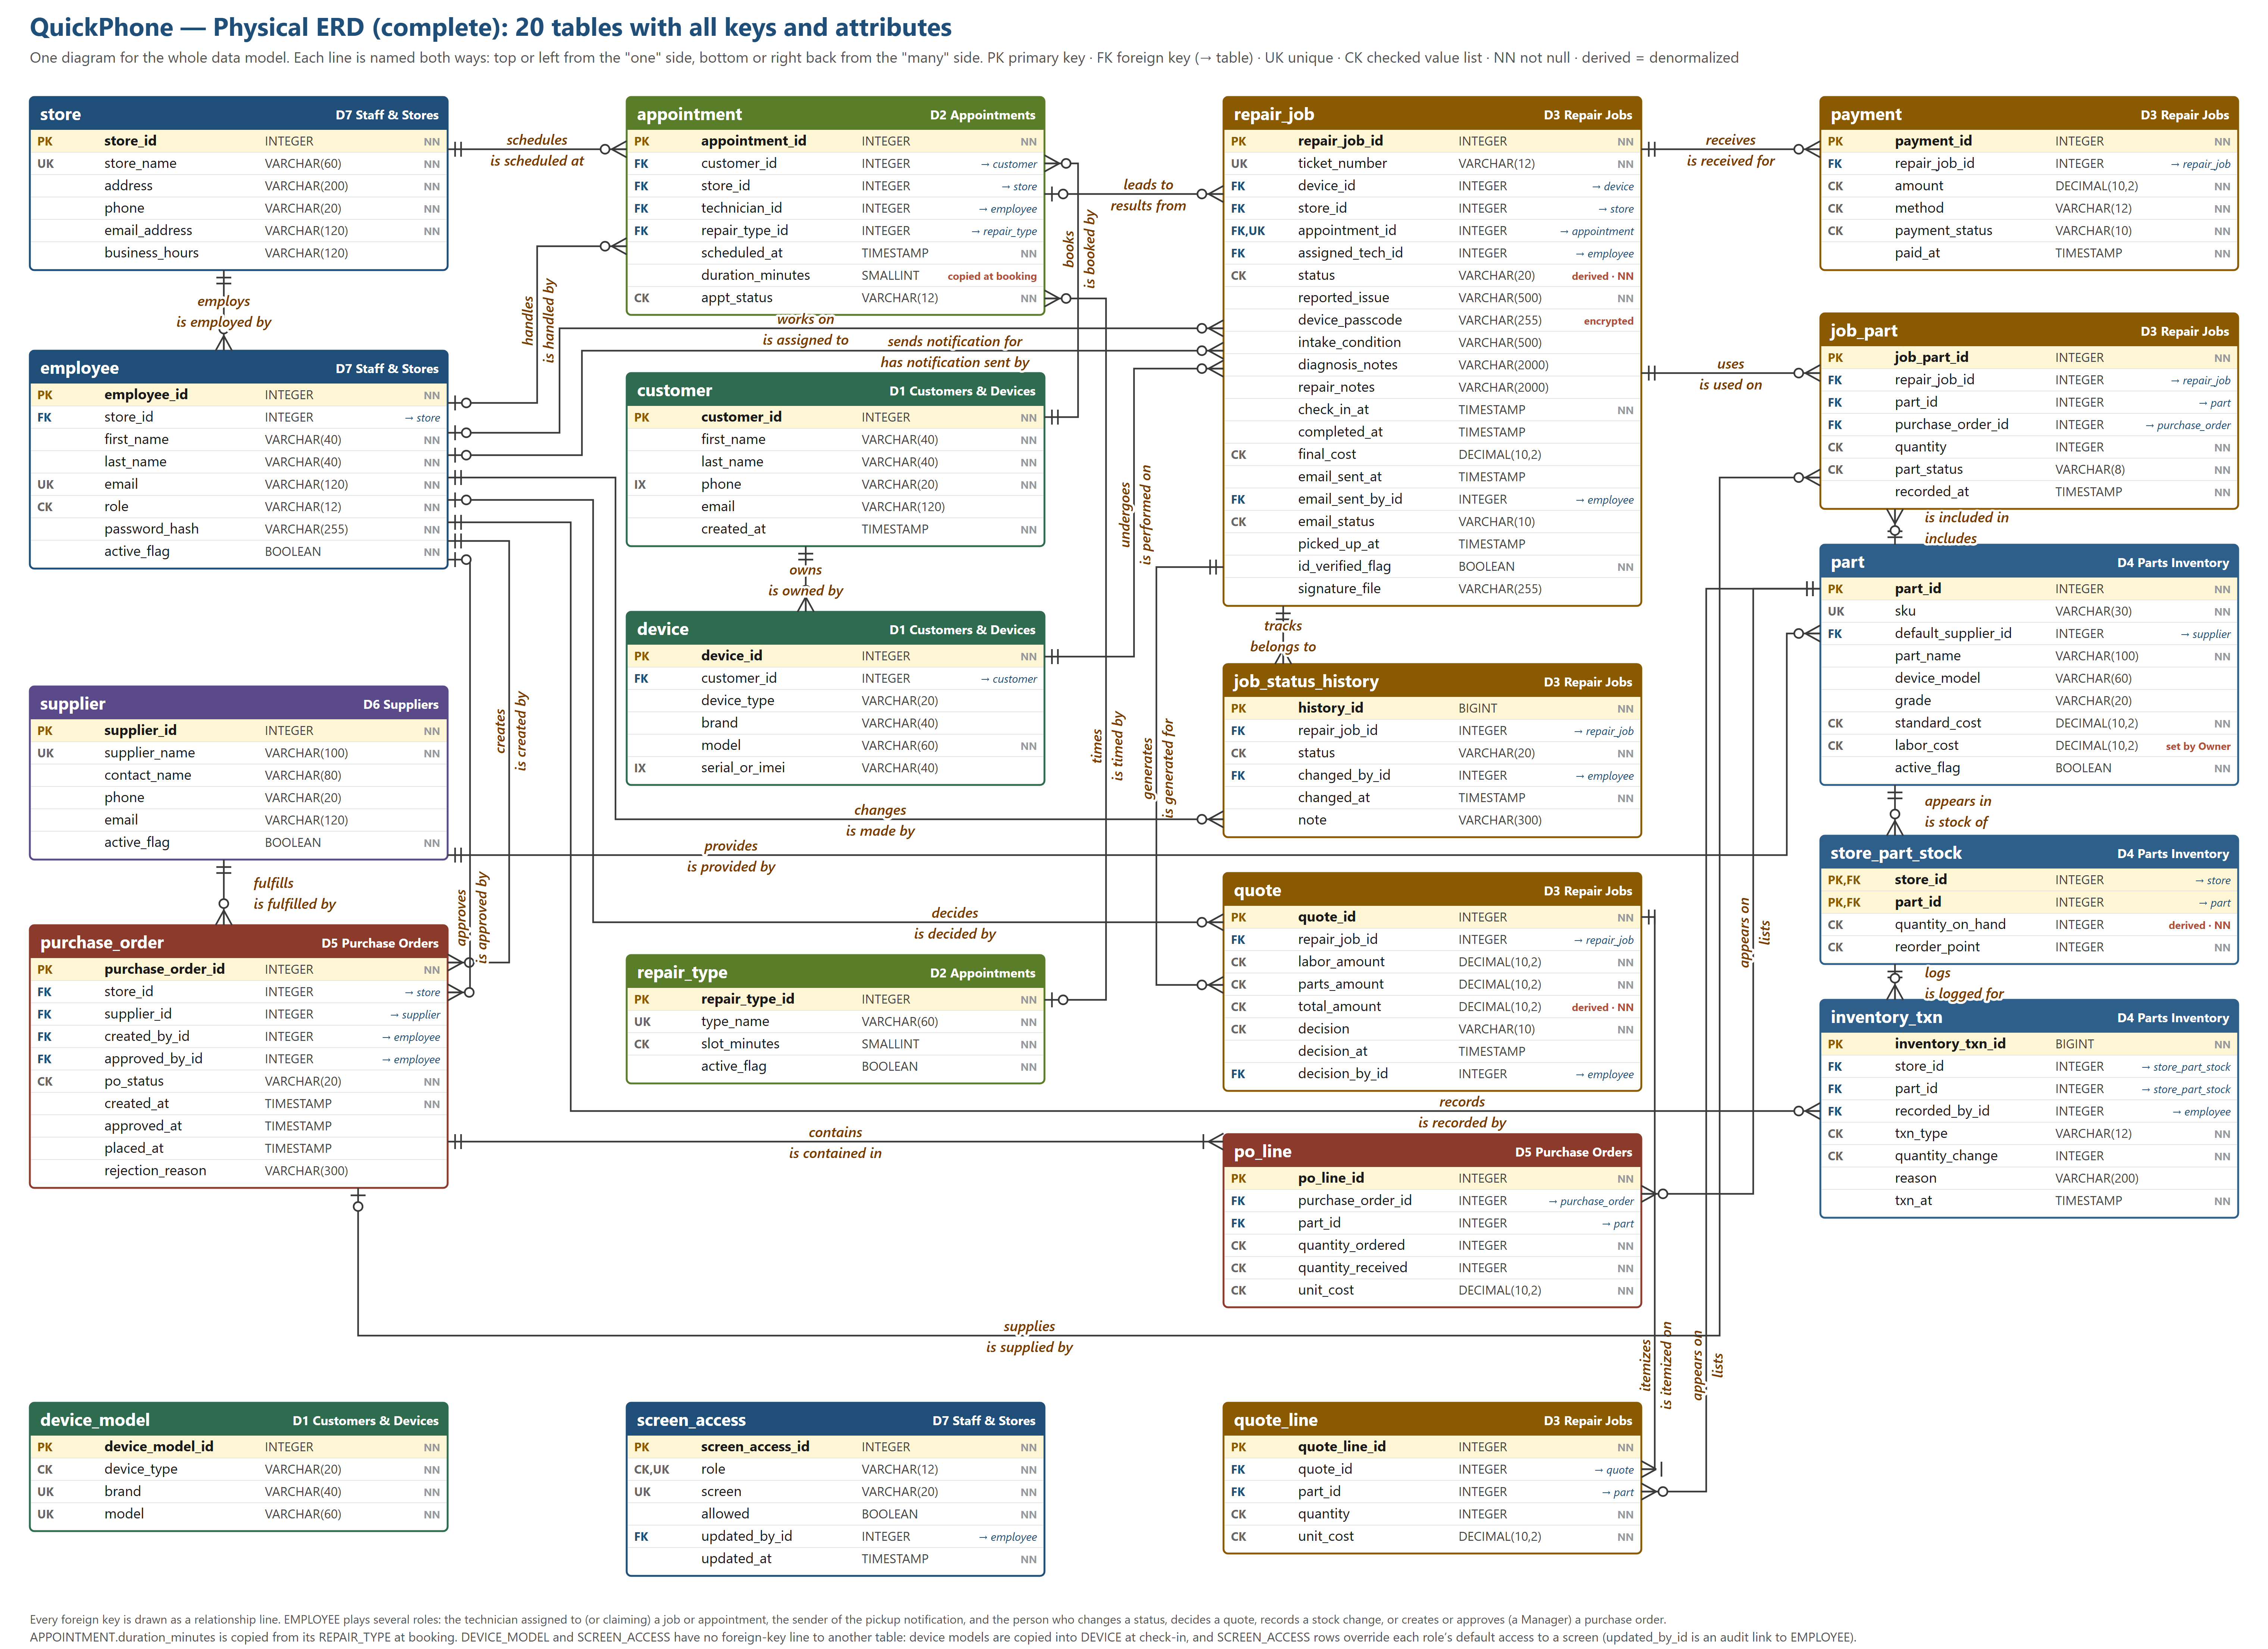 QuickPhone — Physical ERD (complete): 20 tables with all keys and attributes
One diagram for the whole data model. Each line is named both ways: top or left from the "one" side, bottom or right back from the "many" side. PK primary key · FK foreign key (→ table) · UK unique · CK checked value list · NN not null · derived = denormalized
store D7 Staff & Stores
PK store_id INTEGER NN
UK store_name VARCHAR(60) NN
address VARCHAR(200) NN
phone VARCHAR(20) NN
email_address VARCHAR(120) NN
business_hours VARCHAR(120)
schedules
is scheduled at
employs
is employed by
appointment D2 Appointments
PK appointment_id INTEGER NN
FK customer_id INTEGER → customer
FK store_id INTEGER → store
FK technician_id INTEGER → employee
FK repair_type_id INTEGER → repair_type
scheduled_at TIMESTAMP NN
duration_minutes SMALLINT copied at booking
CK appt_status VARCHAR(12) NN
leads to
results from
books
is booked by
handles
is handled by
works on
is assigned to
sends notification for
has notification sent by
repair_job D3 Repair Jobs
PK repair_job_id INTEGER NN
UK ticket_number VARCHAR(12) NN
FK device_id INTEGER → device
FK store_id INTEGER → store
FK,UK appointment_id INTEGER → appointment
FK assigned_tech_id INTEGER → employee
CK status VARCHAR(20) derived · NN
reported_issue VARCHAR(500) NN
device_passcode VARCHAR(255) encrypted
intake_condition VARCHAR(500)
diagnosis_notes VARCHAR(2000)
repair_notes VARCHAR(2000)
check_in_at TIMESTAMP NN
completed_at TIMESTAMP
CK final_cost DECIMAL(10,2)
email_sent_at TIMESTAMP
FK email_sent_by_id INTEGER → employee
CK email_status VARCHAR(10)
picked_up_at TIMESTAMP
id_verified_flag BOOLEAN NN
signature_file VARCHAR(255)
receives
is received for
payment D3 Repair Jobs
PK payment_id INTEGER NN
FK repair_job_id INTEGER → repair_job
CK amount DECIMAL(10,2) NN
CK method VARCHAR(12) NN
CK payment_status VARCHAR(10) NN
paid_at TIMESTAMP NN
uses
is used on
job_part D3 Repair Jobs
PK job_part_id INTEGER NN
FK repair_job_id INTEGER → repair_job
FK part_id INTEGER → part
FK purchase_order_id INTEGER → purchase_order
CK quantity INTEGER NN
CK part_status VARCHAR(8) NN
recorded_at TIMESTAMP NN
is included in
includes
employee D7 Staff & Stores
PK employee_id INTEGER NN
FK store_id INTEGER → store
first_name VARCHAR(40) NN
last_name VARCHAR(40) NN
UK email VARCHAR(120) NN
CK role VARCHAR(12) NN
password_hash VARCHAR(255) NN
active_flag BOOLEAN NN
customer D1 Customers & Devices
PK customer_id INTEGER NN
first_name VARCHAR(40) NN
last_name VARCHAR(40) NN
IX phone VARCHAR(20) NN
email VARCHAR(120)
created_at TIMESTAMP NN
undergoes
is performed on
owns
is owned by
device D1 Customers & Devices
PK device_id INTEGER NN
FK customer_id INTEGER → customer
device_type VARCHAR(20)
brand VARCHAR(40)
model VARCHAR(60) NN
IX serial_or_imei VARCHAR(40)
tracks
belongs to
job_status_history D3 Repair Jobs
PK history_id BIGINT NN
FK repair_job_id INTEGER → repair_job
CK status VARCHAR(20) NN
FK changed_by_id INTEGER → employee
changed_at TIMESTAMP NN
note VARCHAR(300)
part D4 Parts Inventory
PK part_id INTEGER NN
UK sku VARCHAR(30) NN
FK default_supplier_id INTEGER → supplier
part_name VARCHAR(100) NN
device_model VARCHAR(60)
grade VARCHAR(20)
CK standard_cost DECIMAL(10,2) NN
CK labor_cost DECIMAL(10,2) set by Owner
active_flag BOOLEAN NN
appears in
is stock of
supplier D6 Suppliers
PK supplier_id INTEGER NN
UK supplier_name VARCHAR(100) NN
contact_name VARCHAR(80)
phone VARCHAR(20)
email VARCHAR(120)
active_flag BOOLEAN NN
creates
is created by
times
is timed by
generates
is generated for
changes
is made by
provides
is provided by
fulfills
is fulfilled by
approves
is approved by
store_part_stock D4 Parts Inventory
PK,FK store_id INTEGER → store
PK,FK part_id INTEGER → part
CK quantity_on_hand INTEGER derived · NN
CK reorder_point INTEGER NN
logs
is logged for
quote D3 Repair Jobs
PK quote_id INTEGER NN
FK repair_job_id INTEGER → repair_job
CK labor_amount DECIMAL(10,2) NN
CK parts_amount DECIMAL(10,2) NN
CK total_amount DECIMAL(10,2) derived · NN
CK decision VARCHAR(10) NN
decision_at TIMESTAMP
FK decision_by_id INTEGER → employee
decides
is decided by
appears on
lists
purchase_order D5 Purchase Orders
PK purchase_order_id INTEGER NN
FK store_id INTEGER → store
FK supplier_id INTEGER → supplier
FK created_by_id INTEGER → employee
FK approved_by_id INTEGER → employee
CK po_status VARCHAR(20) NN
created_at TIMESTAMP NN
approved_at TIMESTAMP
placed_at TIMESTAMP
rejection_reason VARCHAR(300)
repair_type D2 Appointments
PK repair_type_id INTEGER NN
UK type_name VARCHAR(60) NN
CK slot_minutes SMALLINT NN
active_flag BOOLEAN NN
inventory_txn D4 Parts Inventory
PK inventory_txn_id BIGINT NN
FK store_id INTEGER → store_part_stock
FK part_id INTEGER → store_part_stock
FK recorded_by_id INTEGER → employee
CK txn_type VARCHAR(12) NN
CK quantity_change INTEGER NN
reason VARCHAR(200)
txn_at TIMESTAMP NN
records
is recorded by
contains
is contained in
po_line D5 Purchase Orders
PK po_line_id INTEGER NN
FK purchase_order_id INTEGER → purchase_order
FK part_id INTEGER → part
CK quantity_ordered INTEGER NN
CK quantity_received INTEGER NN
CK unit_cost DECIMAL(10,2) NN
supplies
is supplied by
itemizes
is itemized on
appears on
lists
device_model D1 Customers & Devices
PK device_model_id INTEGER NN
CK device_type VARCHAR(20) NN
UK brand VARCHAR(40) NN
UK model VARCHAR(60) NN
screen_access D7 Staff & Stores
PK screen_access_id INTEGER NN
CK,UK role VARCHAR(12) NN
UK screen VARCHAR(20) NN
allowed BOOLEAN NN
FK updated_by_id INTEGER → employee
updated_at TIMESTAMP NN
quote_line D3 Repair Jobs
PK quote_line_id INTEGER NN
FK quote_id INTEGER → quote
FK part_id INTEGER → part
CK quantity INTEGER NN
CK unit_cost DECIMAL(10,2) NN
Every foreign key is drawn as a relationship line. EMPLOYEE plays several roles: the technician assigned to (or claiming) a job or appointment, the sender of the pickup notification, and the person who changes a status, decides a quote, records a stock change, or creates or approves (a Manager) a purchase order.
APPOINTMENT.duration_minutes is copied from its REPAIR_TYPE at booking. DEVICE_MODEL and SCREEN_ACCESS have no foreign-key line to another table: device models are copied into DEVICE at check-in, and SCREEN_ACCESS rows override each role's default access to a screen (updated_by_id is an audit link to EMPLOYEE).